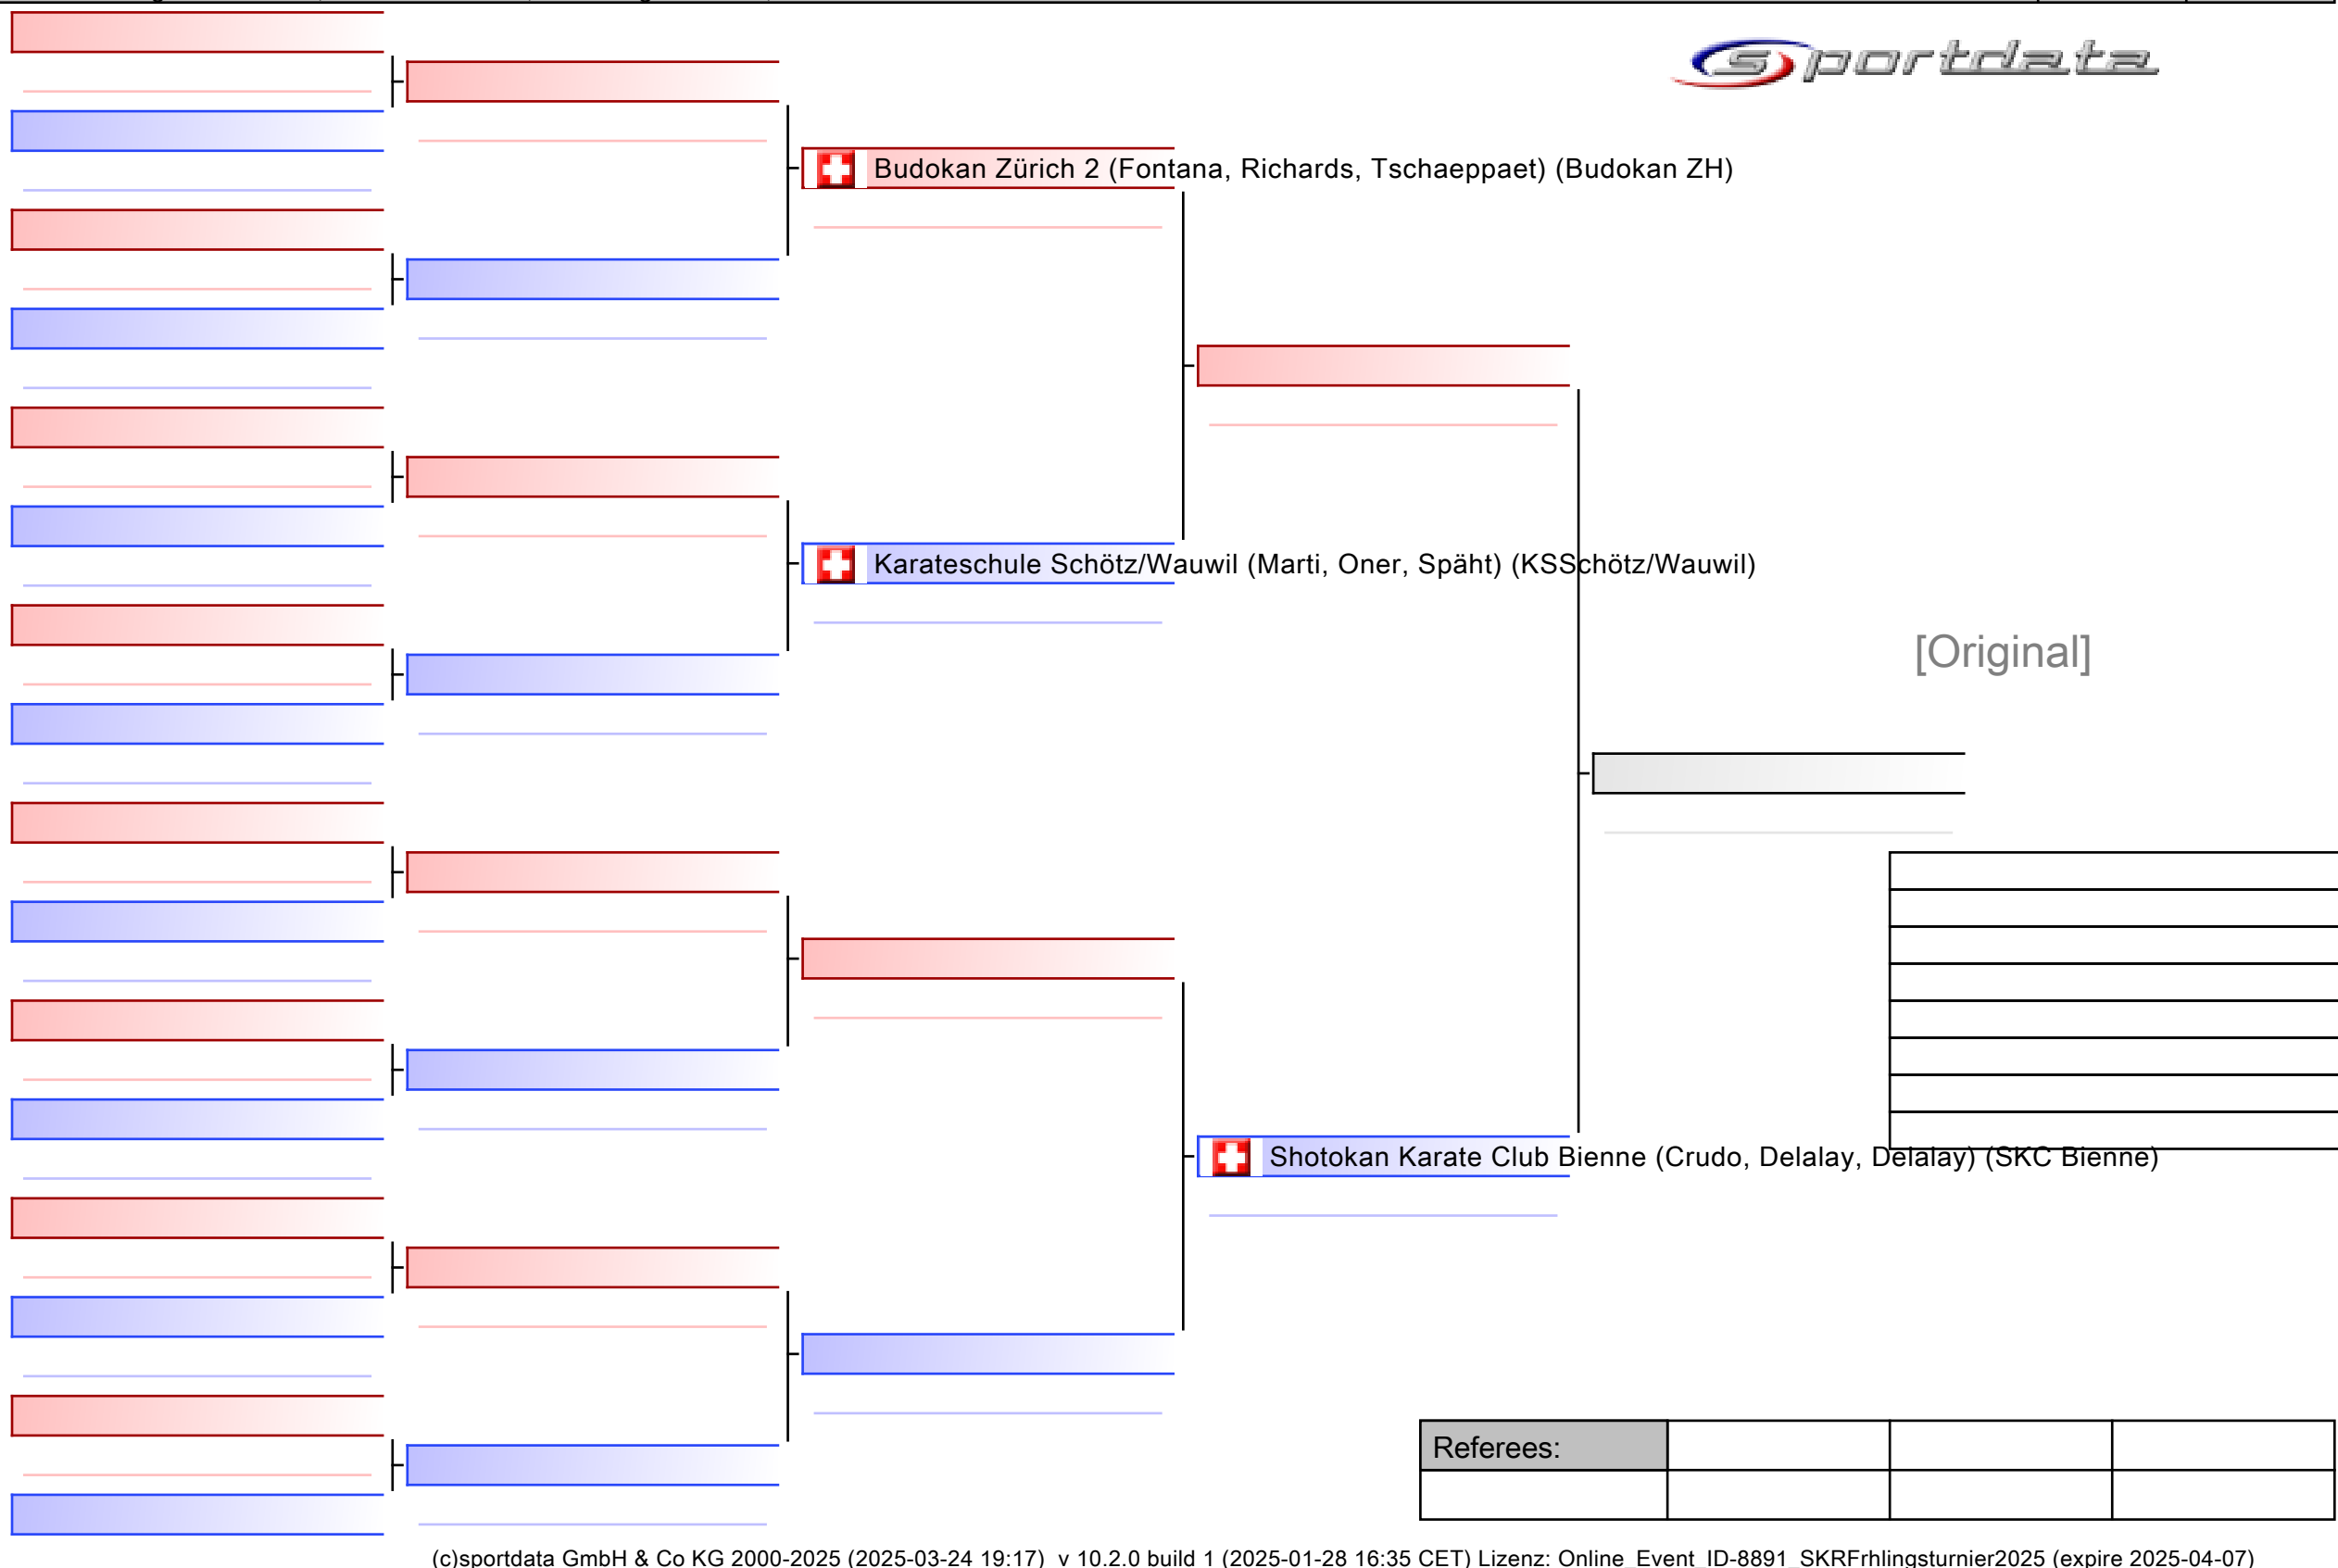 sportdata
Budokan Zürich 2 (Fontana, Richards, Tschaeppaet) (Budokan ZH)
Karateschule Schötz/Wauwil (Marti, Oner, Späht) (KSSchötz/Wauwil)
[Original]
Shotokan Karate Club Bienne (Crudo, Delalay, Delalay) (SKC Bienne)
Referees:
(c)sportdata GmbH & Co KG 2000-2025 (2025-03-24 19:17) v 10.2.0 build 1 (2025-01-28 16:35 CET) Lizenz: Online_Event_ID-8891_SKRFrhlingsturnier2025 (expire 2025-04-07)